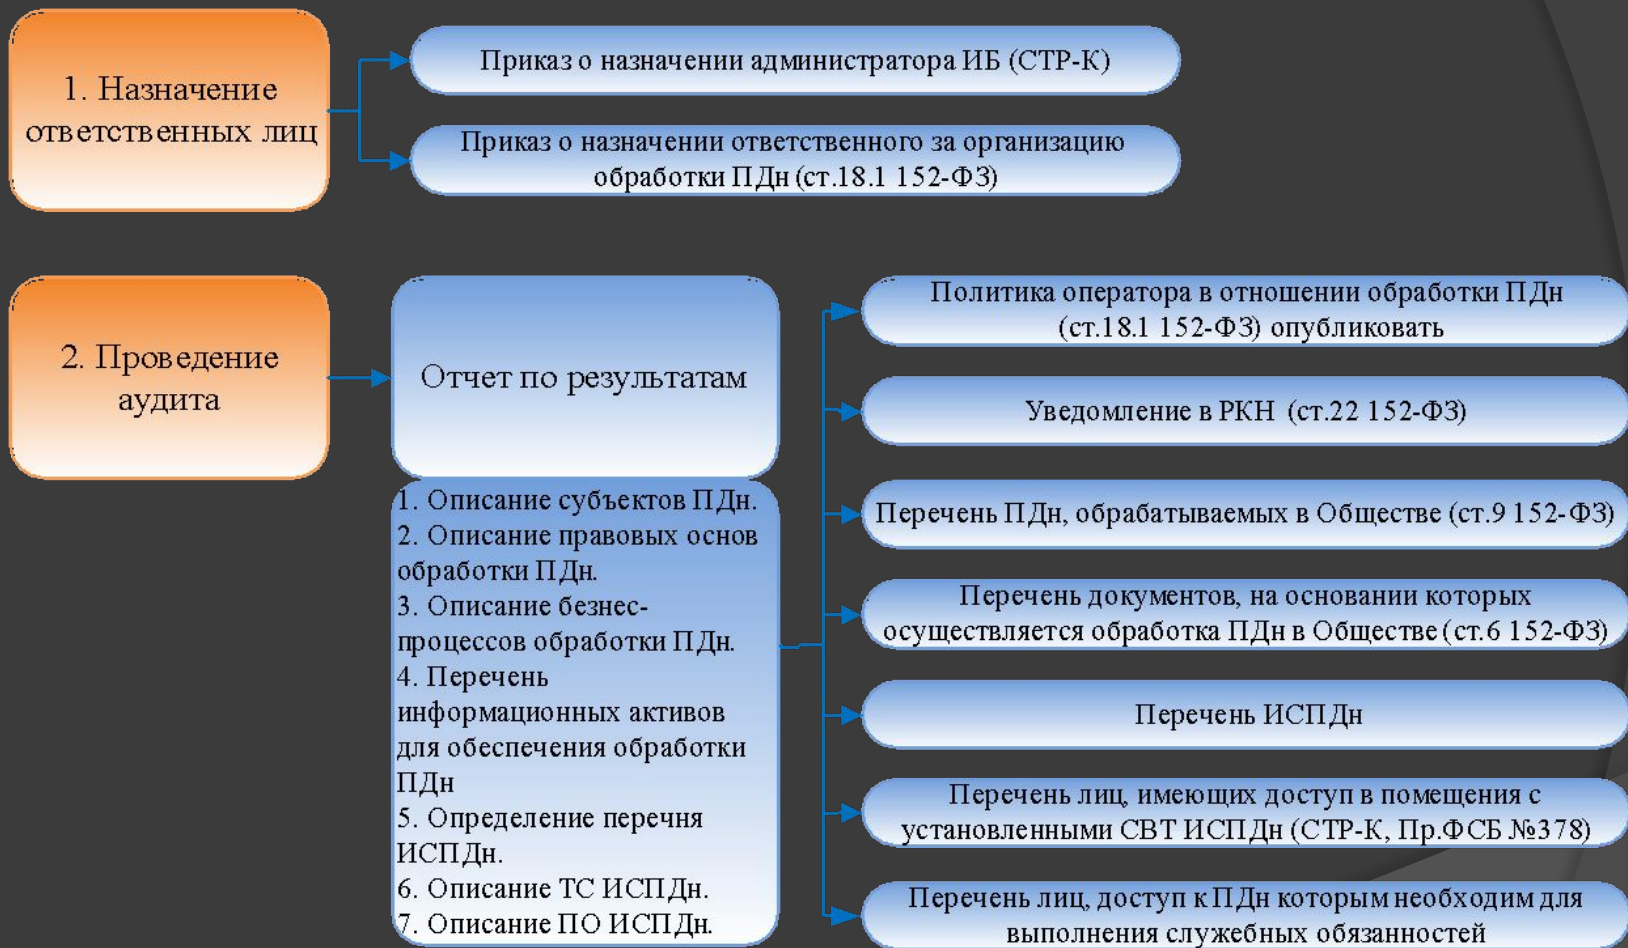 1. Назначение
ответственных лиц
Приказ о назначении администратора ИБ (СТР-К)
Приказ о назначении ответственного за организацию
обработки ПДн (ст.18.1 152-ФЗ)
2. Проведение
аудита
Отчет по результатам
1. Описание субъектов ПДн.
2. Описание правовых основ
обработки ПДн.
3. Описание безнес-
процессов обработки ПДн.
4. Перечень
информационных активов
для обеспечения обработки
ПДн
5. Определение перечня
ИСПДн.
6. Описание ТС ИСПДн.
7. Описание ПО ИСПДн.
Политика оператора в отношении обработки ПДн
(ст.18.1 152-ФЗ) опубликовать
Уведомление в РКН (ст.22 152-ФЗ)
Перечень ПДн, обрабатываемых в Обществе (ст.9 152-ФЗ)
Перечень документов, на основании которых
осуществляется обработка ПДн в Обществе (ст.6 152-ФЗ)
Перечень ИСПДн
Перечень лиц, имеющих доступ в помещения с
установленными СВТ ИСПДн (СТР-К, Пр.ФСБ №378)
Перечень лиц, доступ к ПДн которым необходим для
выполнения служебных обязанностей